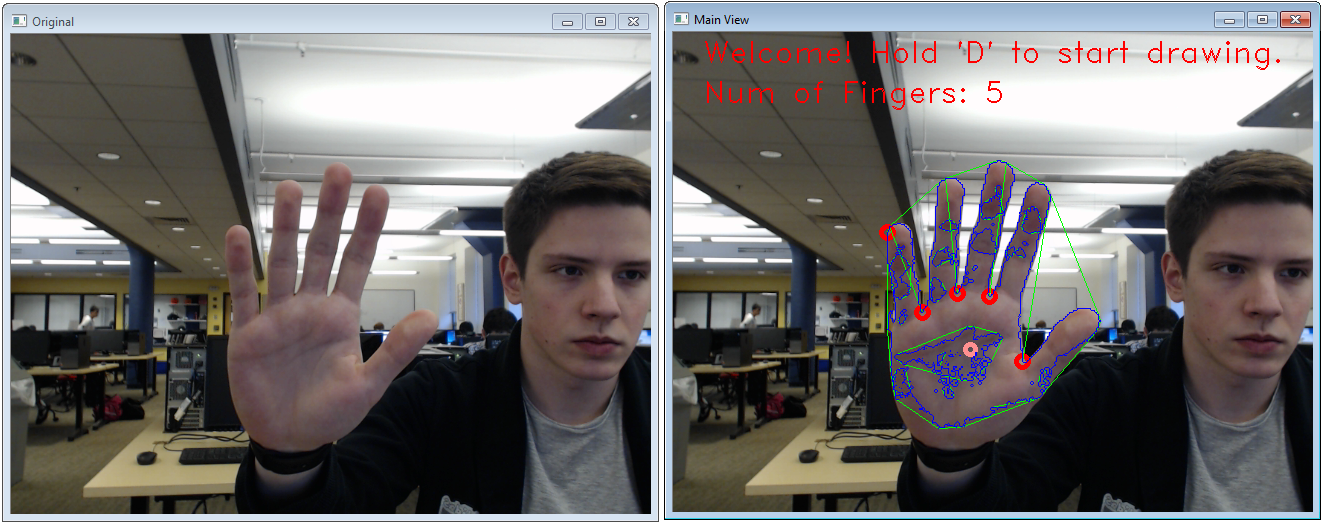 Original
Main View
Welcome! Hold 'D' to start drawing.
Num of Fingers: 5